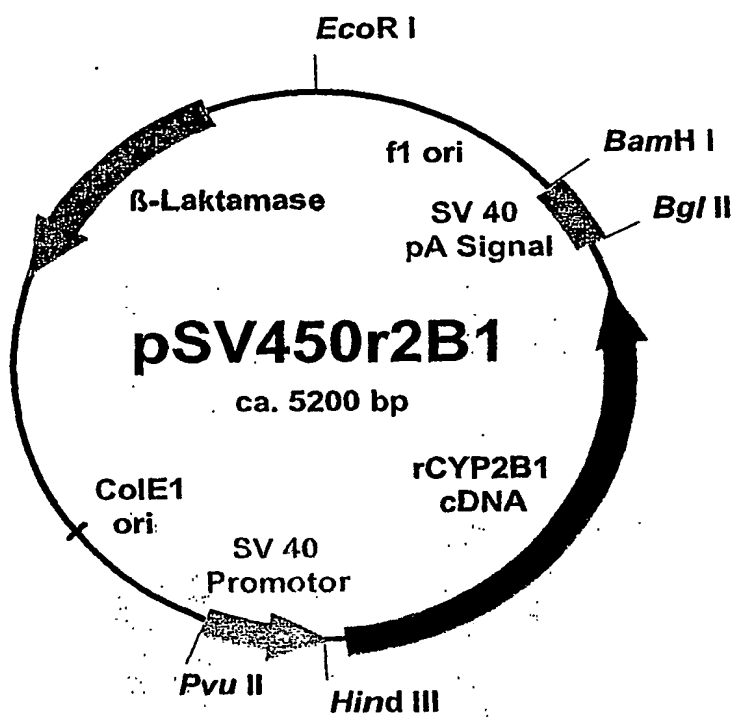 EcoR I
f1 ori
BamH I
ß-Laktamase
SV 40
pA Signal
Bgl II
pSV450r2B1
ca. 5200 bp
rCYP2B1
cDNA
ColE1
ori
SV 40
Promotor
Pvu II
Hind III